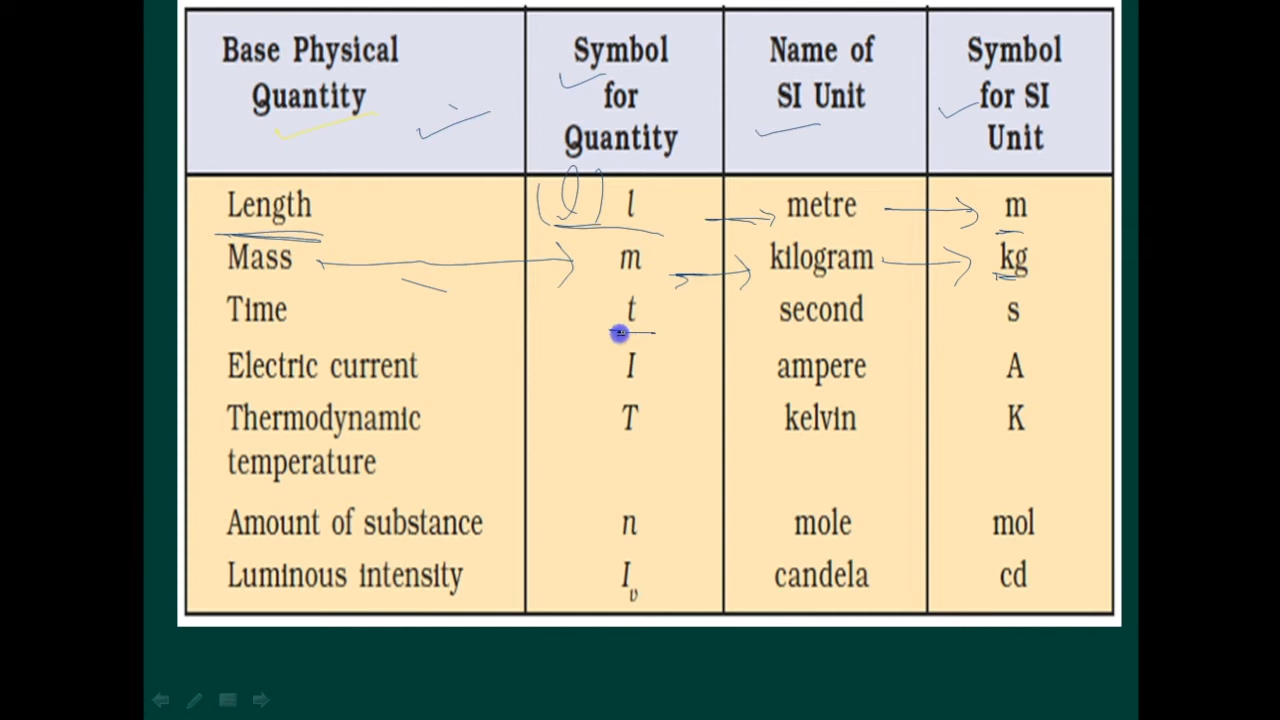 Base Physical Quantity Symbol for Quantity Name of SI Unit Symbol for SI Unit
Length l l metre m
Mass m kilogram kg
Time t second s
Electric current I ampere A
Thermodynamic temperature T kelvin K
Amount of substance n mole mol
Luminous intensity Iv candela cd